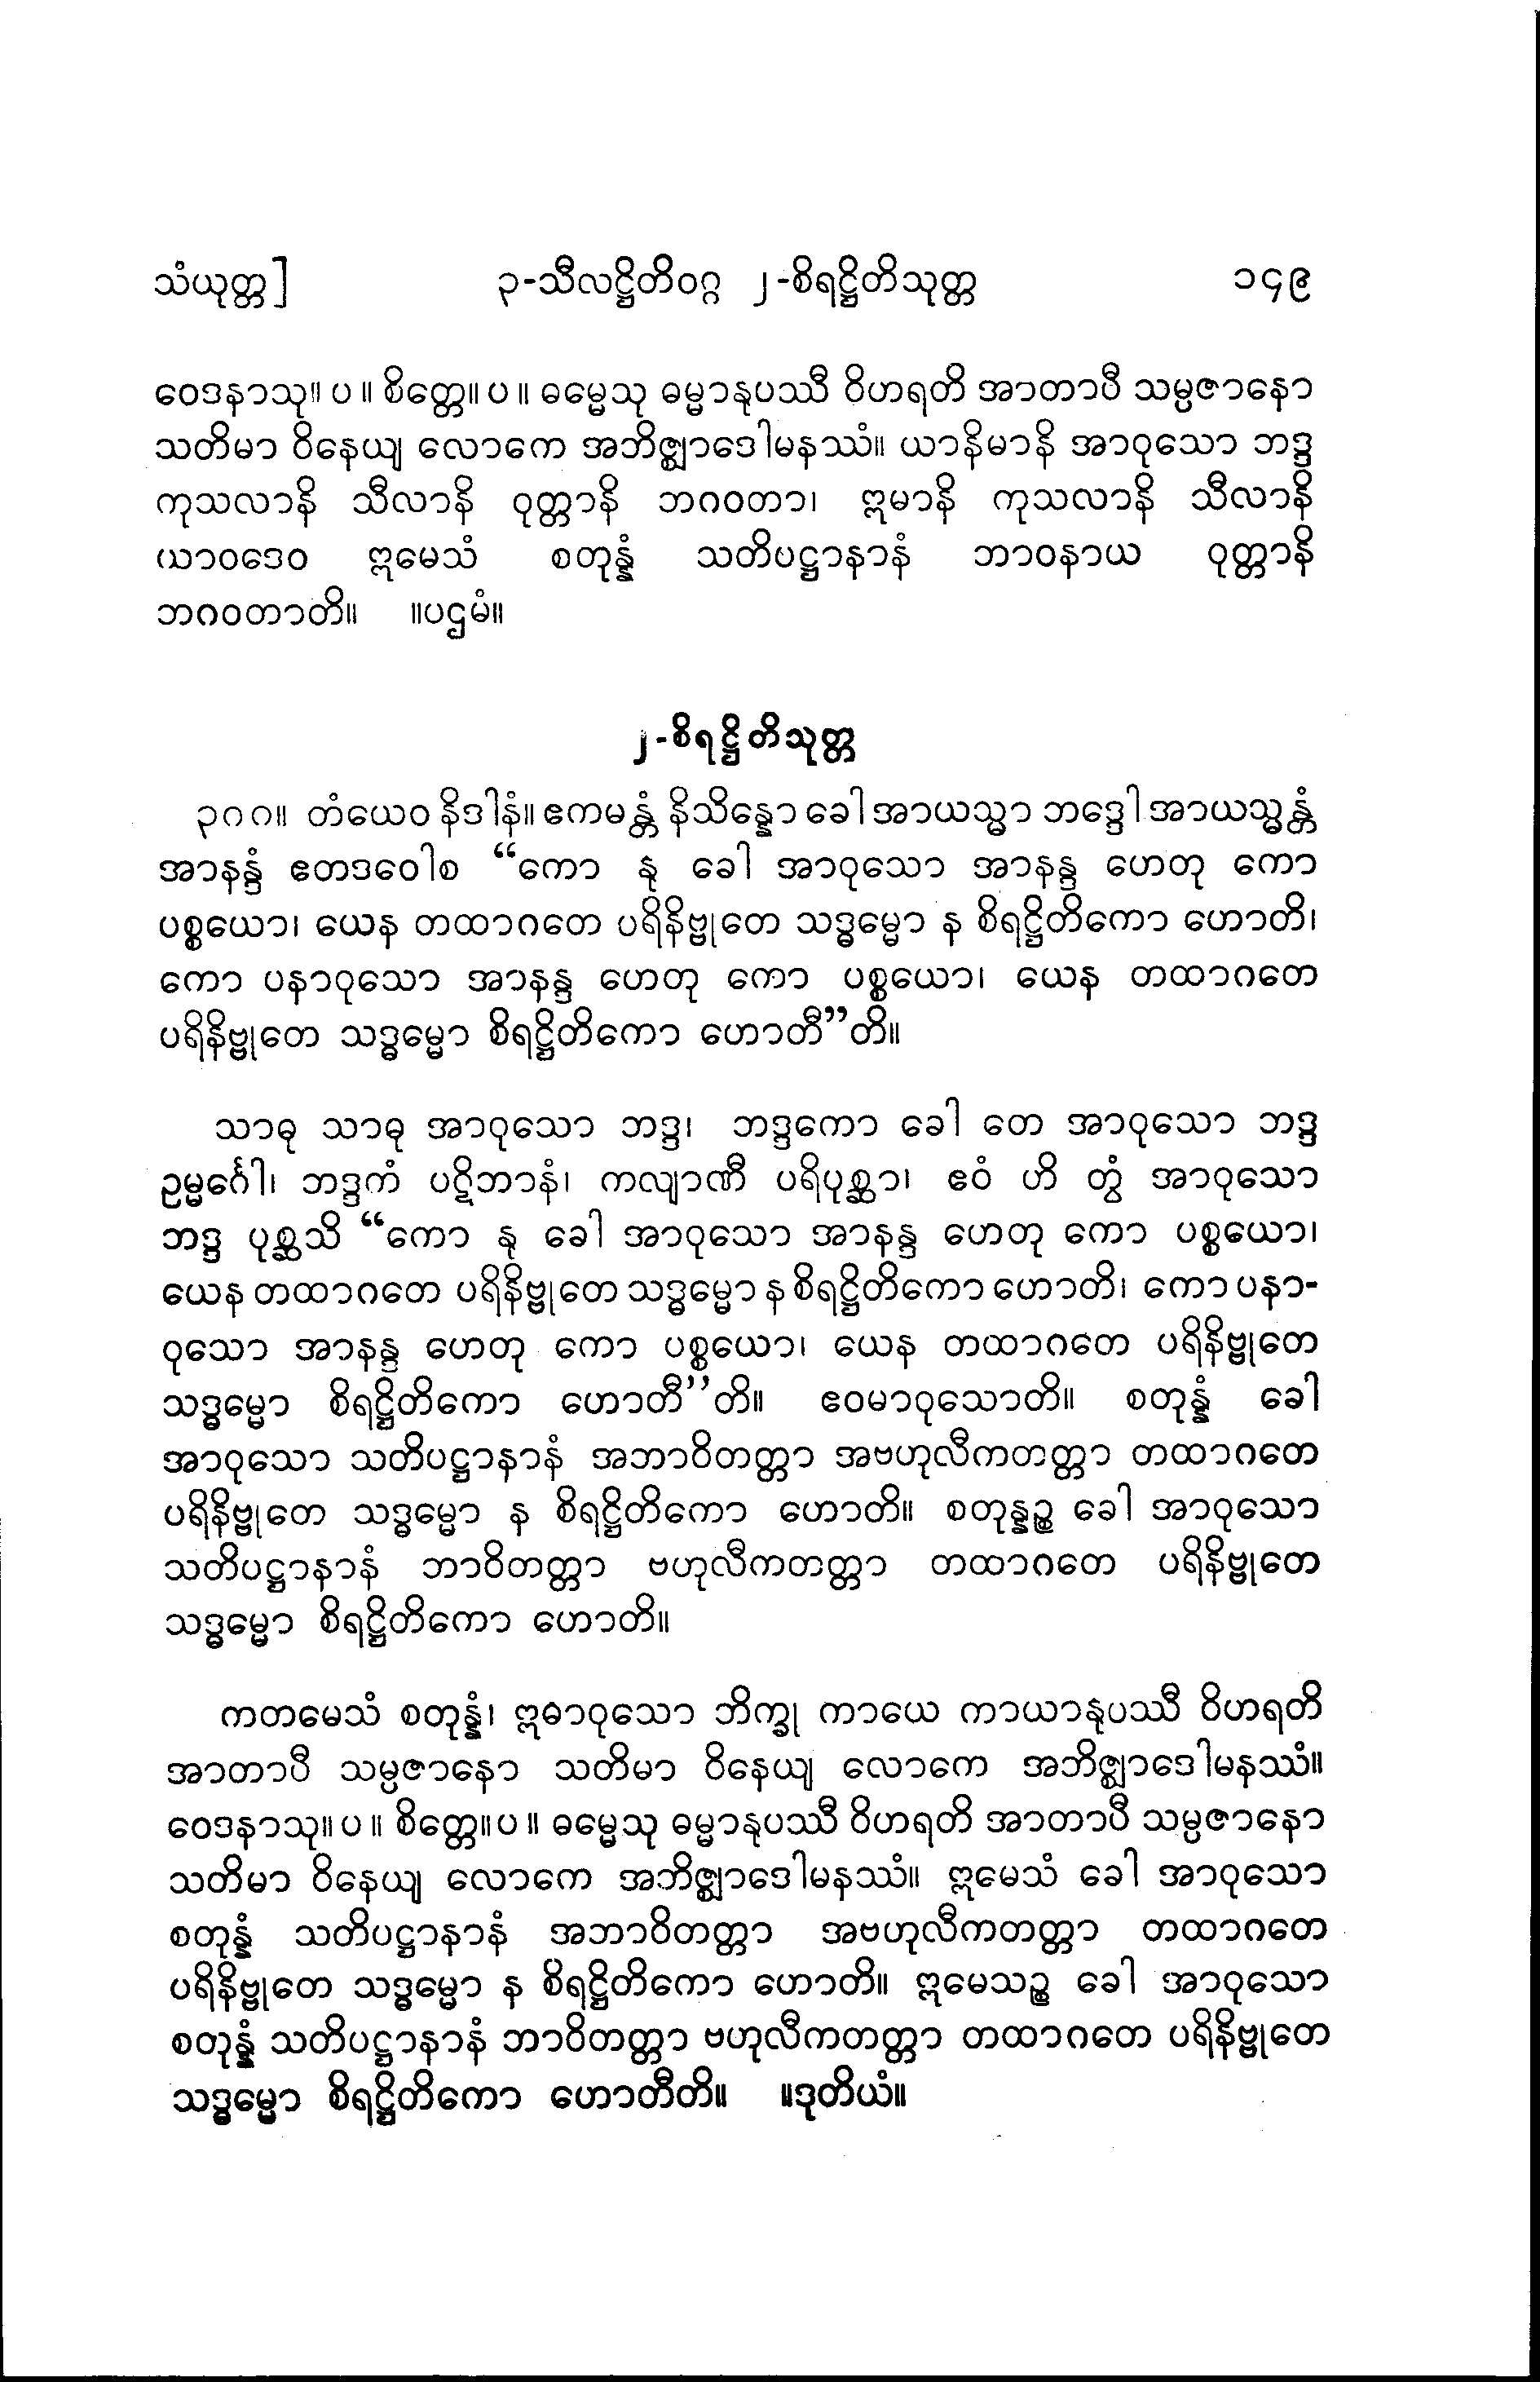 သံယုတ္တ] ၃-သီလဋ္ဌိတိဝဂ္ဂ ၂-စိရဋ္ဌိတိသုတ္တ ၁၄၉
ဝေဒနာသု။ ပ ။ စိတ္တေ။ ပ ။ ဓမ္မေသု ဓမ္မာနုပဿီ ဝိဟရတိ အာတာပီ သမ္ပဇာနော
သတိမာ ဝိနေယျ လောကေ အဘိဇ္ဈာဒေါမနဿံ။ ယာနိမာနိ အာဝုသော ဘဒ္ဒ
ကုသလာနိ သီလာနိ ဝုတ္တာနိ ဘဂဝတာ၊ ဣမာနိ ကုသလာနိ သီလာနိ
ယာဝဒေဝ ဣမေသံ စတုန္နံ သတိပဋ္ဌာနာနံ ဘာဝနာယ ဝုတ္တာနိ
ဘဂဝတာတိ။ ။ပဌမံ။
၂-စိရဋ္ဌိတိသုတ္တ
၃၈၈။ တံယေဝ နိဒါနံ။ ဧကမန္တံ နိသိန္နော ခေါ အာယသ္မာ ဘဒ္ဒေါ အာယသ္မန္တံ
အာနန္ဒံ ဧတဒဝေါစ “ကော နု ခေါ အာဝုသော အာနန္ဒ ဟေတု ကော
ပစ္စယော၊ ယေန တထာဂတေ ပရိနိဗ္ဗုတေ သဒ္ဓမ္မော န စိရဋ္ဌိတိကော ဟောတိ၊
ကော ပနာဝုသော အာနန္ဒ ဟေတု ကော ပစ္စယော၊ ယေန တထာဂတေ
ပရိနိဗ္ဗုတေ သဒ္ဓမ္မော စိရဋ္ဌိတိကော ဟောတီ”တိ။
သာဓု သာဓု အာဝုသော ဘဒ္ဒ၊ ဘဒ္ဒကော ခေါ တေ အာဝုသော ဘဒ္ဒ
ဥမ္မင်္ဂေါ၊ ဘဒ္ဒကံ ပဋိဘာနံ၊ ကလျာဏီ ပရိပုစ္ဆာ၊ ဧဝံ ဟိ တွံ အာဝုသော
ဘဒ္ဒ ပုစ္ဆသိ “ကော နု ခေါ အာဝုသော အာနန္ဒ ဟေတု ကော ပစ္စယော၊
ယေန တထာဂတေ ပရိနိဗ္ဗုတေ သဒ္ဓမ္မော န စိရဋ္ဌိတိကော ဟောတိ၊ ကော ပနာ-
ဝုသော အာနန္ဒ ဟေတု ကော ပစ္စယော၊ ယေန တထာဂတေ ပရိနိဗ္ဗုတေ
သဒ္ဓမ္မော စိရဋ္ဌိတိကော ဟောတီ”တိ။ ဧဝမာဝုသောတိ။ စတုန္နံ ခေါ
အာဝုသော သတိပဋ္ဌာနာနံ အဘာဝိတတ္တာ အဗဟုလီကတတ္တာ တထာဂတေ
ပရိနိဗ္ဗုတေ သဒ္ဓမ္မော န စိရဋ္ဌိတိကော ဟောတိ။ စတုန္နဉ္စ ခေါ အာဝုသော
သတိပဋ္ဌာနာနံ ဘာဝိတတ္တာ ဗဟုလီကတတ္တာ တထာဂတေ ပရိနိဗ္ဗုတေ
သဒ္ဓမ္မော စိရဋ္ဌိတိကော ဟောတိ။
ကတမေသံ စတုန္နံ၊ ဣဓာဝုသော ဘိက္ခု ကာယေ ကာယာနုပဿီ ဝိဟရတိ
အာတာပီ သမ္ပဇာနော သတိမာ ဝိနေယျ လောကေ အဘိဇ္ဈာဒေါမနဿံ။
ဝေဒနာသု။ ပ ။ စိတ္တေ။ ပ ။ ဓမ္မေသု ဓမ္မာနုပဿီ ဝိဟရတိ အာတာပီ သမ္ပဇာနော
သတိမာ ဝိနေယျ လောကေ အဘိဇ္ဈာဒေါမနဿံ။ ဣမေသံ ခေါ အာဝုသော
စတုန္နံ သတိပဋ္ဌာနာနံ အဘာဝိတတ္တာ အဗဟုလီကတတ္တာ တထာဂတေ
ပရိနိဗ္ဗုတေ သဒ္ဓမ္မော န စိရဋ္ဌိတိကော ဟောတိ။ ဣမေသဉ္စ ခေါ အာဝုသော
စတုန္နံ သတိပဋ္ဌာနာနံ ဘာဝိတတ္တာ ဗဟုလီကတတ္တာ တထာဂတေ ပရိနိဗ္ဗုတေ
သဒ္ဓမ္မော စိရဋ္ဌိတိကော ဟောတီတိ။ ။ဒုတိယံ။